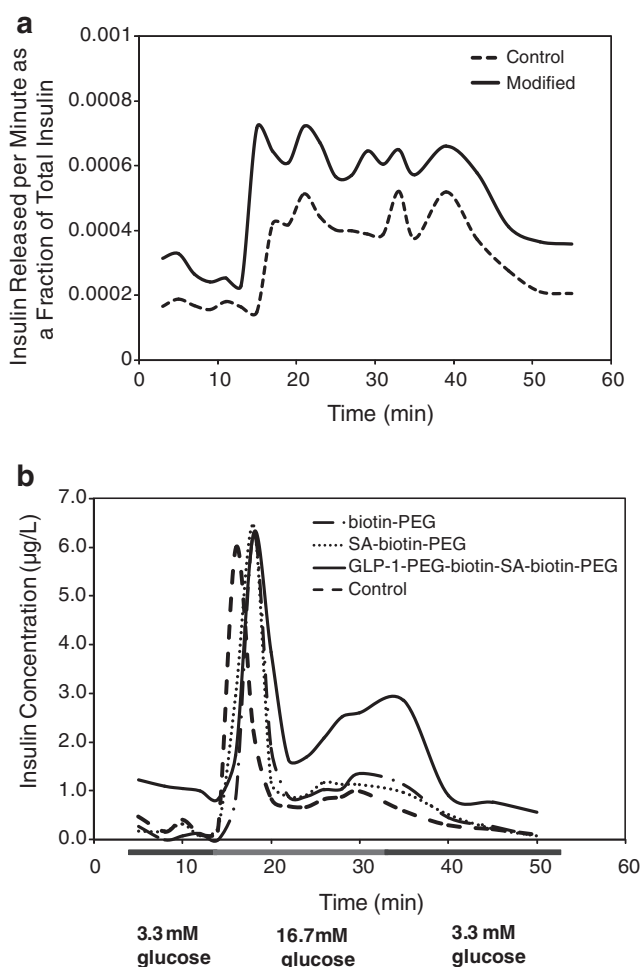 a
Insulin Released per Minute as
a Fraction of Total Insulin
0.001
0.0008
0.0006
0.0004
0.0002
0
Control
Modified
0 10 20 30 40 50 60
Time (min)
b
Insulin Concentration (µg/L)
7.0
6.0
5.0
4.0
3.0
2.0
1.0
0.0
biotin-PEG
SA-biotin-PEG
GLP-1-PEG-biotin-SA-biotin-PEG
Control
0 10 20 30 40 50 60
Time (min)
3.3 mM 16.7mM 3.3 mM
glucose glucose glucose